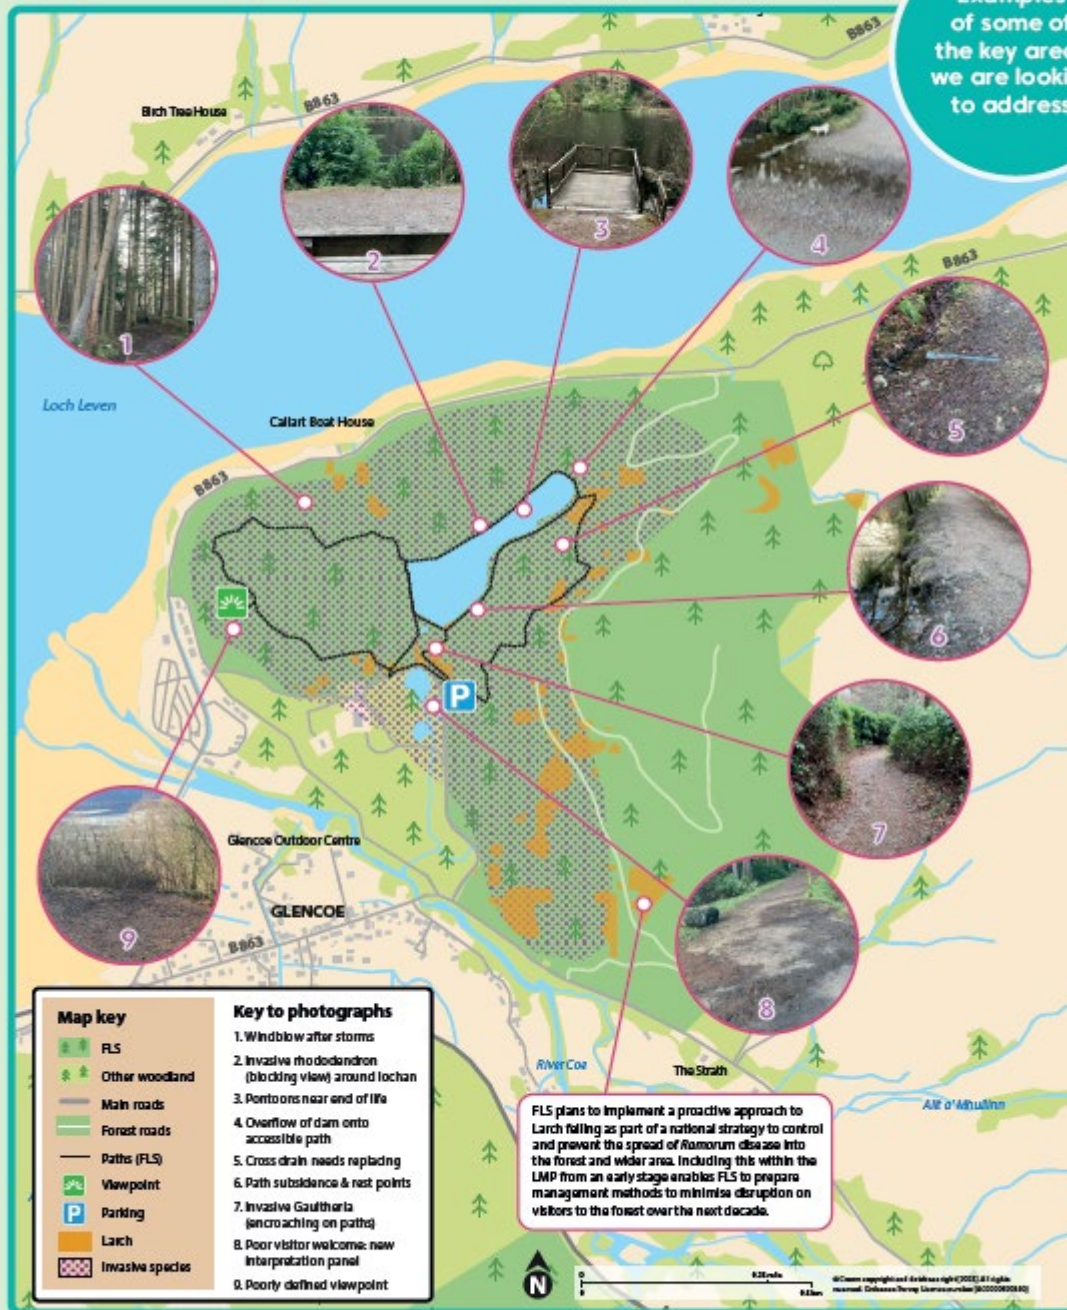 Examples
of some of
the key area
we are looki
to address
B863
B863
Birch Tree House
1
2
3
4
B863
5
Loch Leven
Callart Boat House
B863
6
P
7
Glencoe Outdoor Centre
GLENCOE
9
B863
8
River Coe
The Strath
Allt a' Mhuilinn
Map key
FLS
Other woodland
Main roads
Forest roads
Paths (FLS)
Viewpoint
P Parking
Larch
Invasive species
Key to photographs
1. Windblow after storms
2. Invasive rhododendron
(blocking view) around lochan
3. Pontoons near end of life
4. Overflow of dam onto
accessible path
5. Cross drain needs replacing
6. Path subsidence & rest points
7. Invasive Gaultheria
(encroaching on paths)
8. Poor visitor welcome: new
interpretation panel
9. Poorly defined viewpoint
FLS plans to implement a proactive approach to
Larch felling as part of a national strategy to control
and prevent the spread of Ramorum disease into
the forest and wider area. Including this within the
LMP from an early stage enables FLS to prepare
management methods to minimise disruption on
visitors to the forest over the next decade.
N
0
0